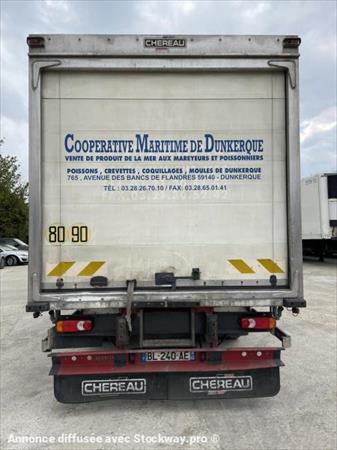 CHEREAU
COOPERATIVE MARITIME DE DUNKERQUE
VENTE DE PRODUIT DE LA MER AUX MAREYEURS ET POISSONNIERS
POISSONS, CREVETTES, COQUILLAGES, MOULES DE DUNKERQUE
765, AVENUE DES BANCS DE FLANDRES 59140 - DUNKERQUE
TÉL : 03.28.26.70.10 / FAX: 03.28.65.01.41
80 90
BL-240-AE
CHEREAU CHEREAU
Annonce diffusée avec Stockway.pro ®